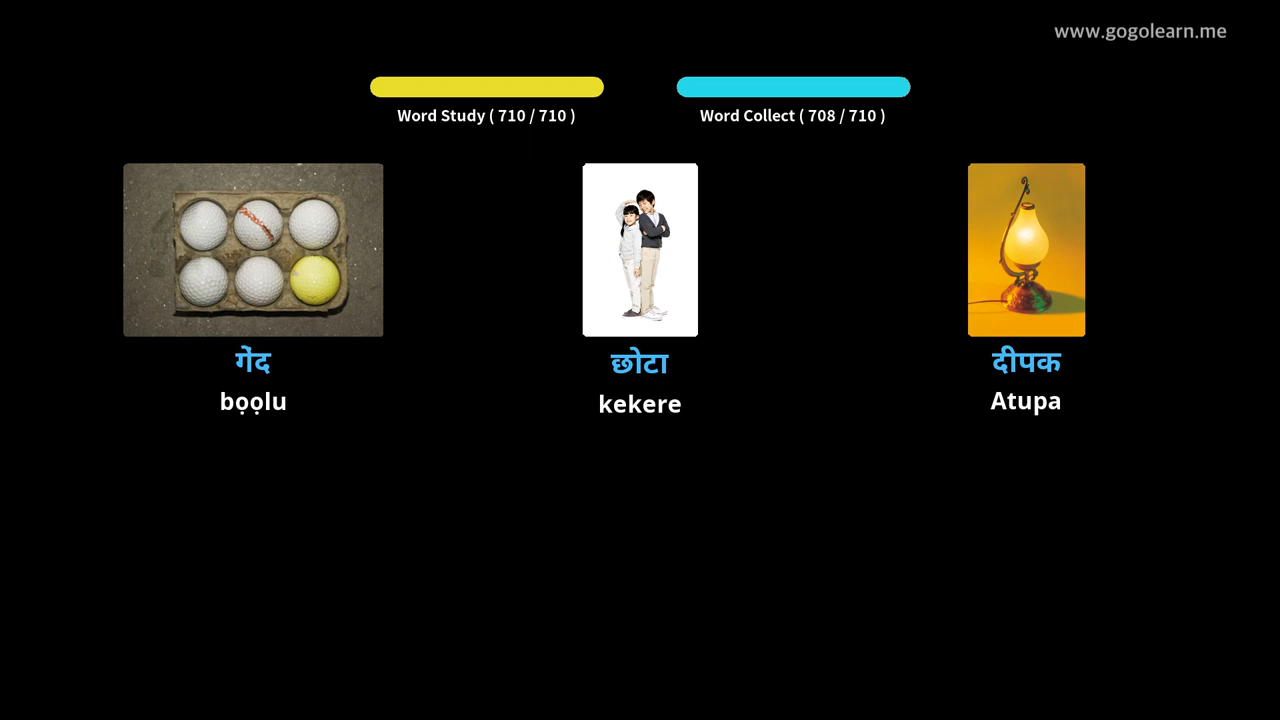 www.gogolearn.me
Word Study ( 710 / 710 )
Word Collect ( 708 / 710 )
गेंद
छोटा
दीपक
bọọlu
kekere
Atupa